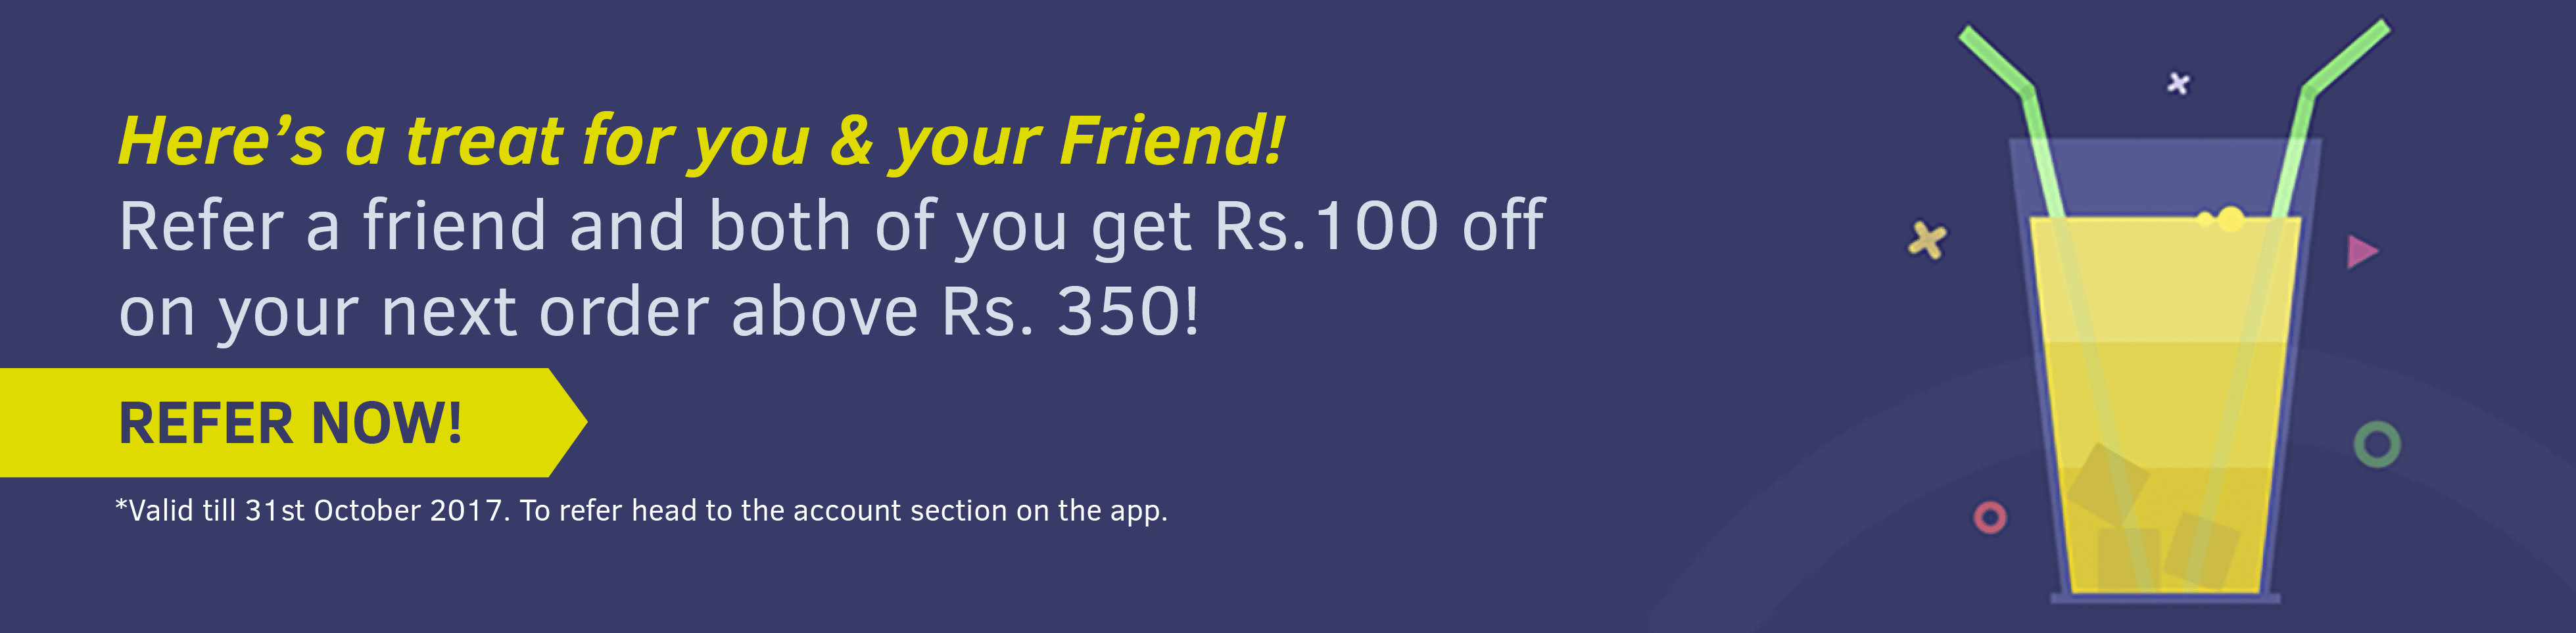 Here’s a treat for you & your Friend!
Refer a friend and both of you get Rs.100 off
on your next order above Rs. 350!
REFER NOW!
*Valid till 31st October 2017. To refer head to the account section on the app.